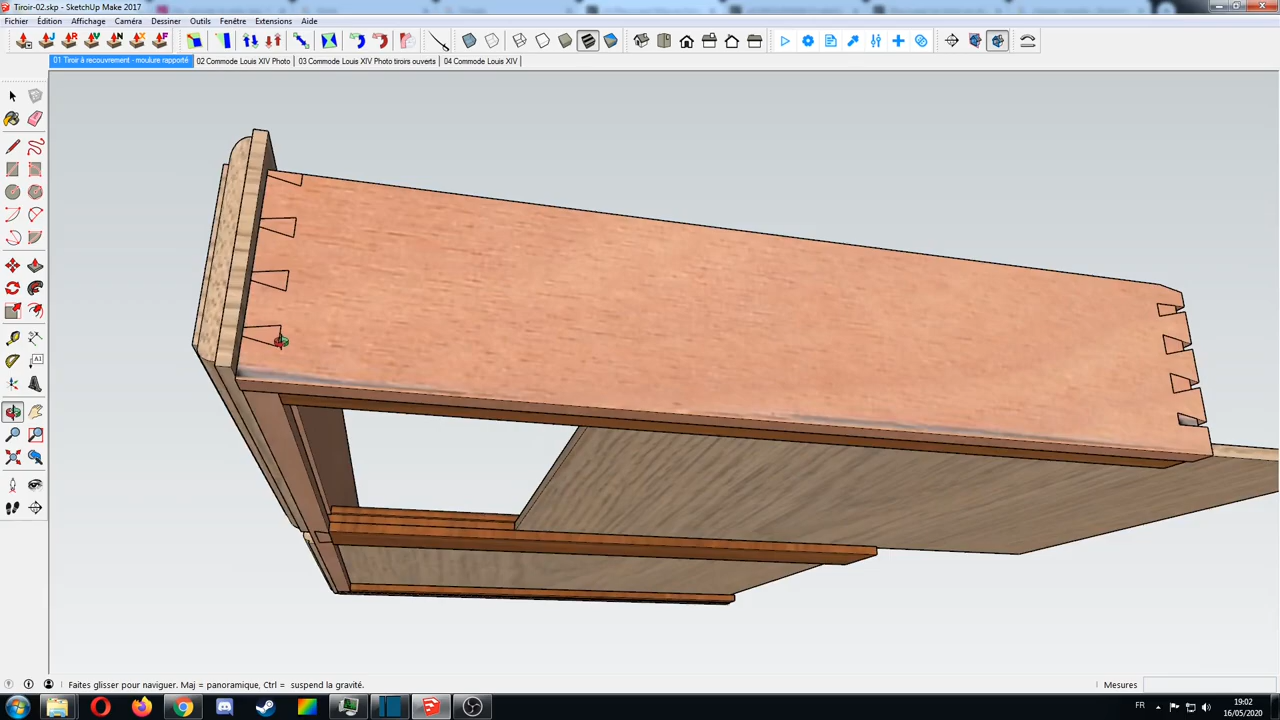 Tiroir-02.skp - SketchUp Make 2017
Fichier Édition Affichage Caméra Dessiner Outils Fenêtre Extensions Aide
J R V N X F
01 Tiroir à recouvrement - moulure rapporté 02 Commode Louis XIV Photo 03 Commode Louis XIV Photo tiroirs ouverts 04 Commode Louis XIV
A1
Faites glisser pour naviguer. Maj = panoramique, Ctrl = suspend la gravité. Mesures
FR 19:02
16/05/2020